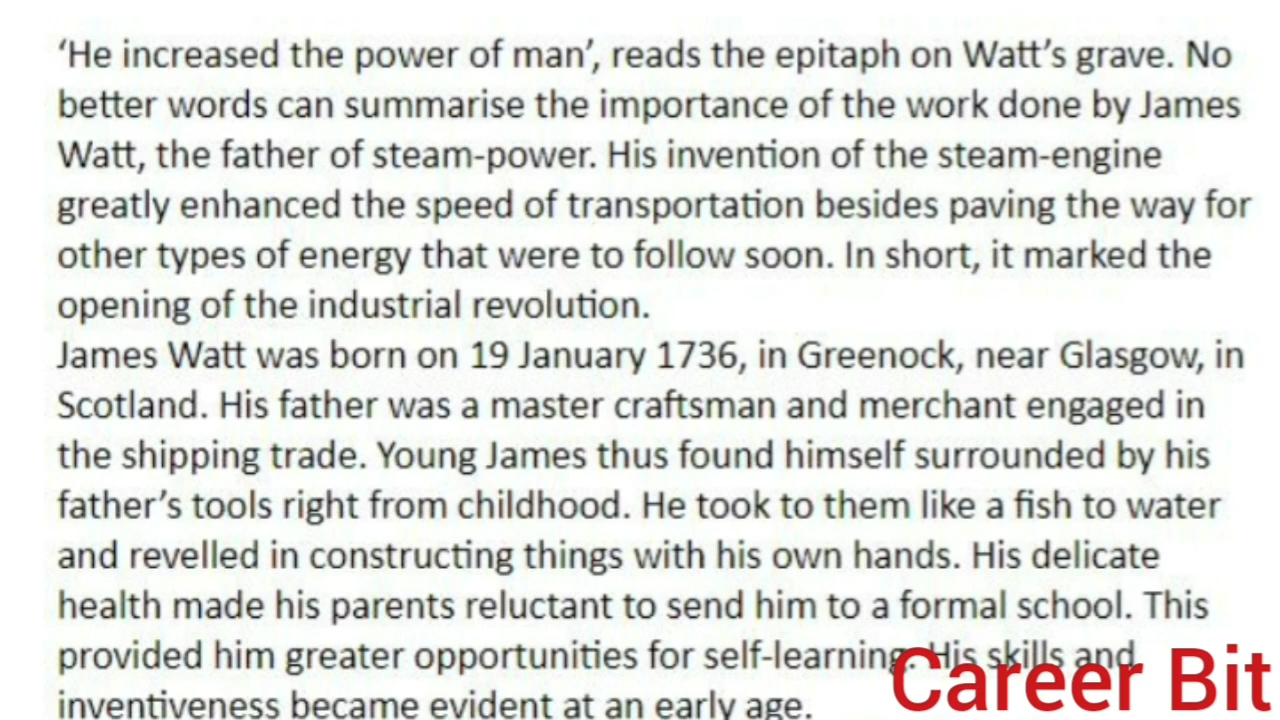 ‘He increased the power of man’, reads the epitaph on Watt’s grave. No
better words can summarise the importance of the work done by James
Watt, the father of steam-power. His invention of the steam-engine
greatly enhanced the speed of transportation besides paving the way for
other types of energy that were to follow soon. In short, it marked the
opening of the industrial revolution.
James Watt was born on 19 January 1736, in Greenock, near Glasgow, in
Scotland. His father was a master craftsman and merchant engaged in
the shipping trade. Young James thus found himself surrounded by his
father’s tools right from childhood. He took to them like a fish to water
and revelled in constructing things with his own hands. His delicate
health made his parents reluctant to send him to a formal school. This
provided him greater opportunities for self-learning. His skills and
inventiveness became evident at an early age.
Career Bit